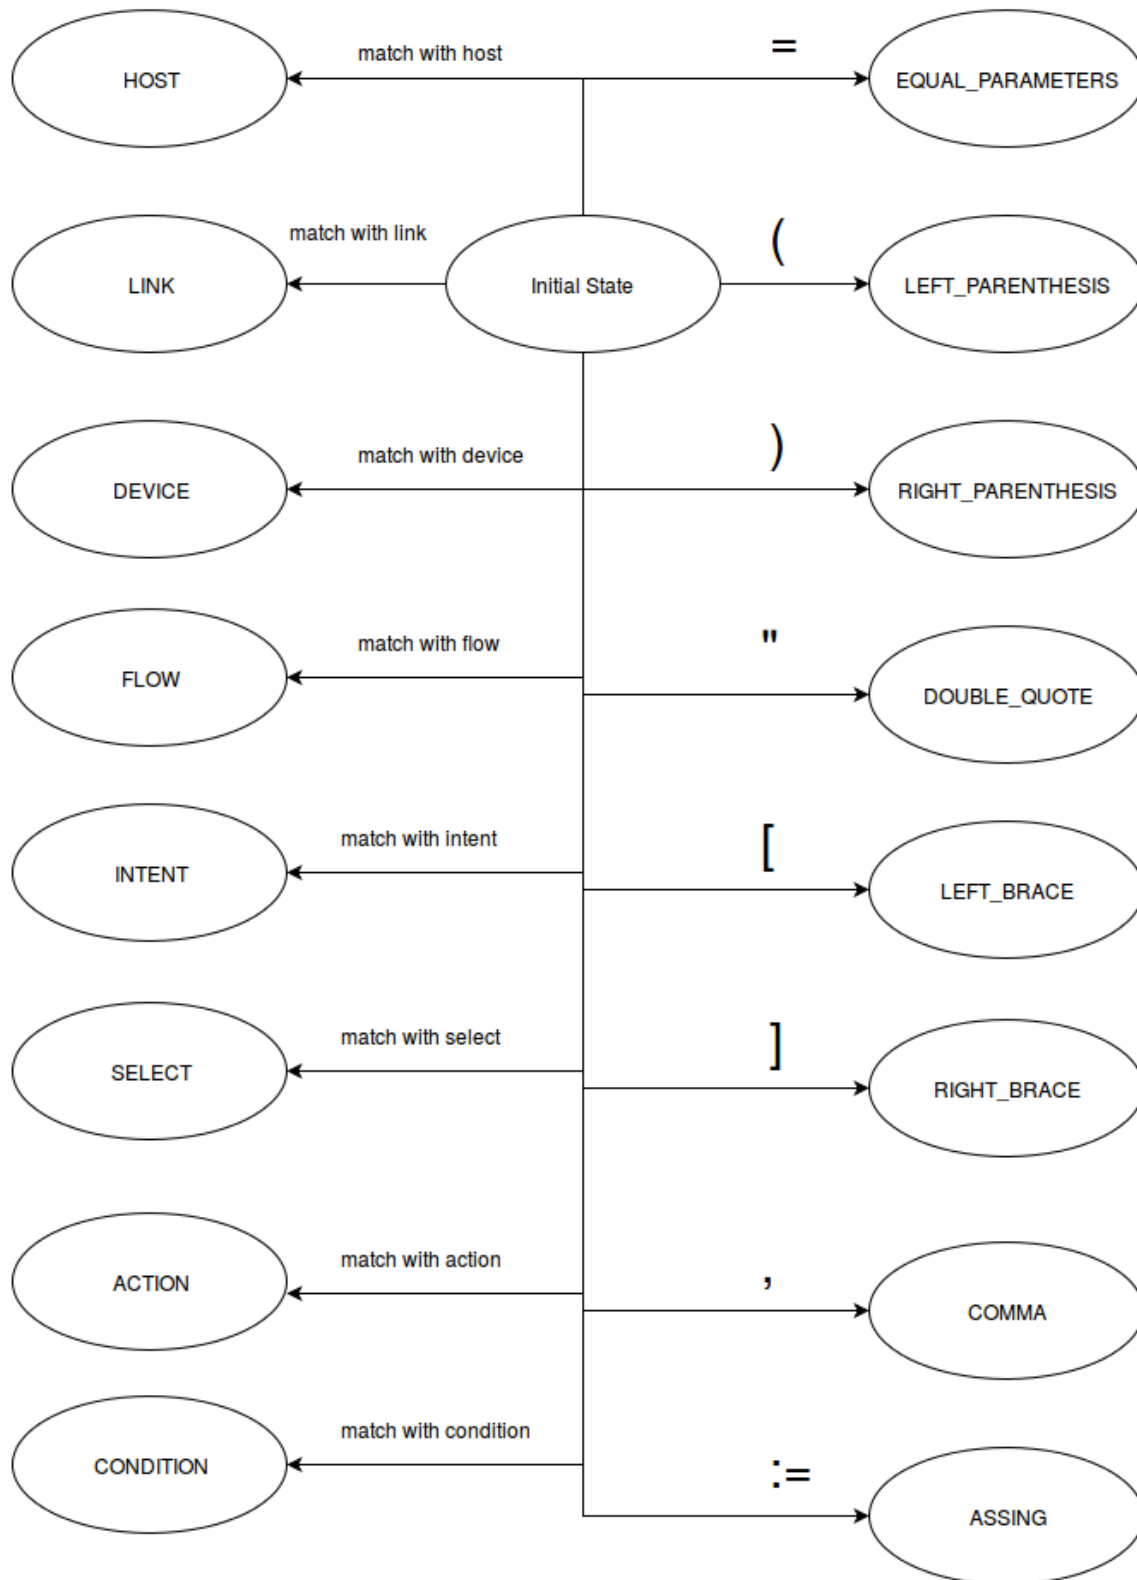 match with host
=
HOST
EQUAL_PARAMETERS
match with link
(
LINK
Initial State
LEFT_PARENTHESIS
match with device
)
DEVICE
RIGHT_PARENTHESIS
match with flow
"
FLOW
DOUBLE_QUOTE
match with intent
[
INTENT
LEFT_BRACE
match with select
]
SELECT
RIGHT_BRACE
match with action
,
ACTION
COMMA
match with condition
:=
CONDITION
ASSING